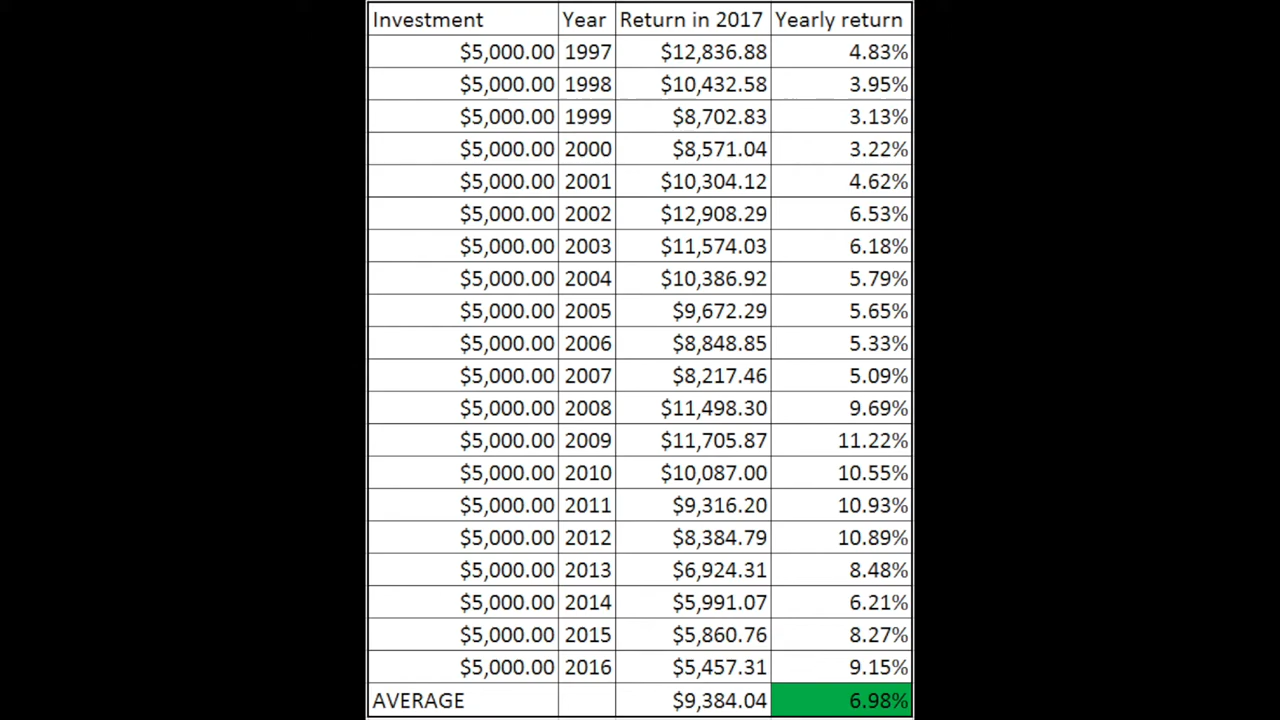 Investment Year Return in 2017 Yearly return
$5,000.00 1997 $12,836.88 4.83%
$5,000.00 1998 $10,432.58 3.95%
$5,000.00 1999 $8,702.83 3.13%
$5,000.00 2000 $8,571.04 3.22%
$5,000.00 2001 $10,304.12 4.62%
$5,000.00 2002 $12,908.29 6.53%
$5,000.00 2003 $11,574.03 6.18%
$5,000.00 2004 $10,386.92 5.79%
$5,000.00 2005 $9,672.29 5.65%
$5,000.00 2006 $8,848.85 5.33%
$5,000.00 2007 $8,217.46 5.09%
$5,000.00 2008 $11,498.30 9.69%
$5,000.00 2009 $11,705.87 11.22%
$5,000.00 2010 $10,087.00 10.55%
$5,000.00 2011 $9,316.20 10.93%
$5,000.00 2012 $8,384.79 10.89%
$5,000.00 2013 $6,924.31 8.48%
$5,000.00 2014 $5,991.07 6.21%
$5,000.00 2015 $5,860.76 8.27%
$5,000.00 2016 $5,457.31 9.15%
AVERAGE $9,384.04 6.98%